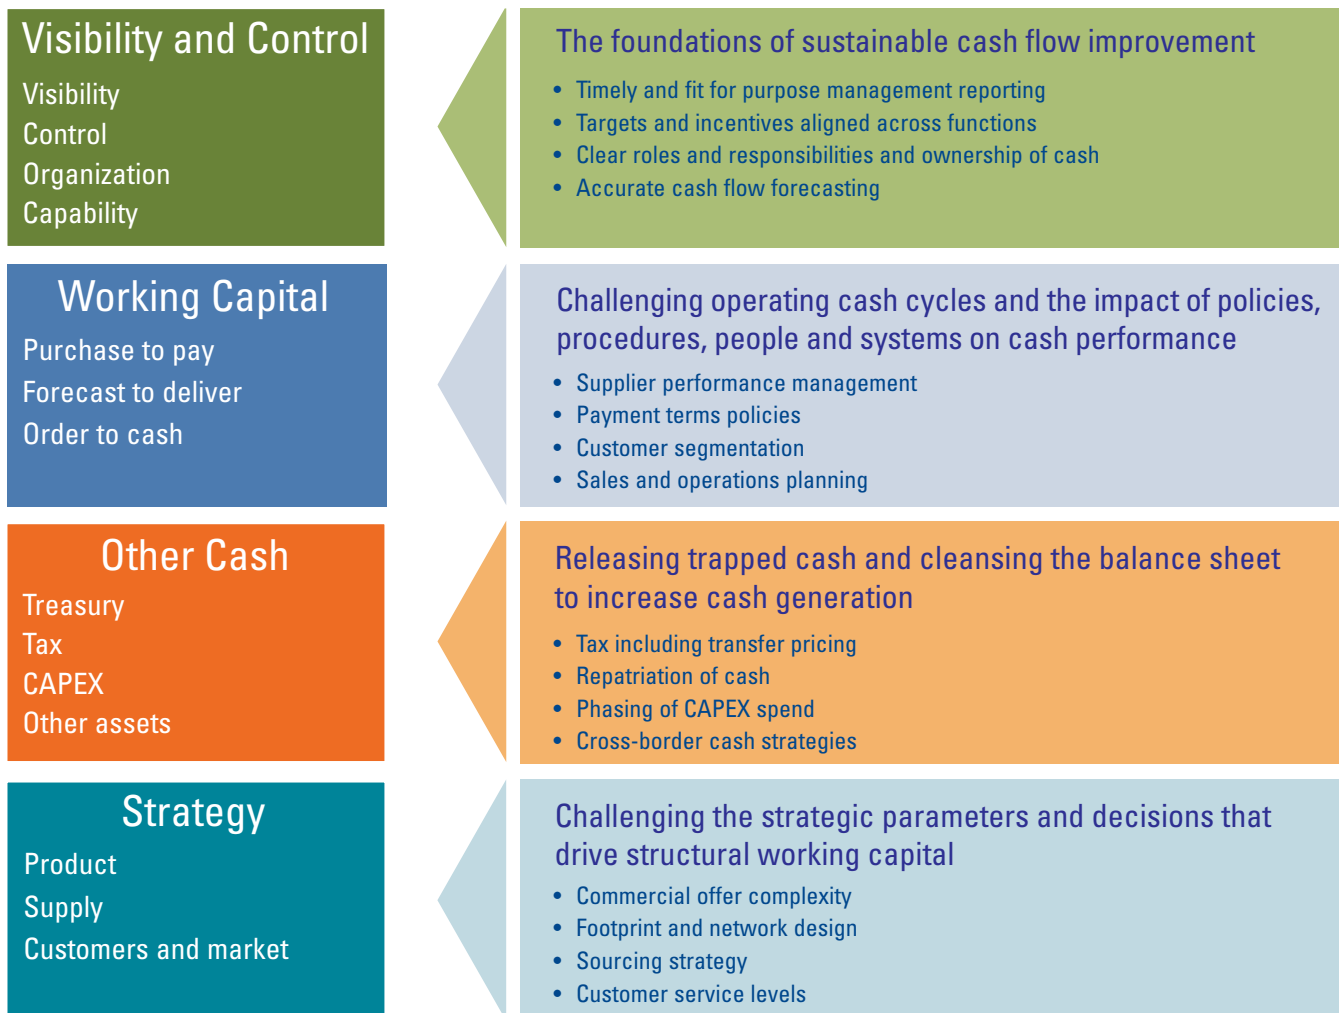 Visibility and Control
Visibility
Control
Organization
Capability
The foundations of sustainable cash flow improvement
• Timely and fit for purpose management reporting
• Targets and incentives aligned across functions
• Clear roles and responsibilities and ownership of cash
• Accurate cash flow forecasting
Working Capital
Purchase to pay
Forecast to deliver
Order to cash
Challenging operating cash cycles and the impact of policies,
procedures, people and systems on cash performance
• Supplier performance management
• Payment terms policies
• Customer segmentation
• Sales and operations planning
Other Cash
Treasury
Tax
CAPEX
Other assets
Releasing trapped cash and cleansing the balance sheet
to increase cash generation
• Tax including transfer pricing
• Repatriation of cash
• Phasing of CAPEX spend
• Cross-border cash strategies
Strategy
Product
Supply
Customers and market
Challenging the strategic parameters and decisions that
drive structural working capital
• Commercial offer complexity
• Footprint and network design
• Sourcing strategy
• Customer service levels